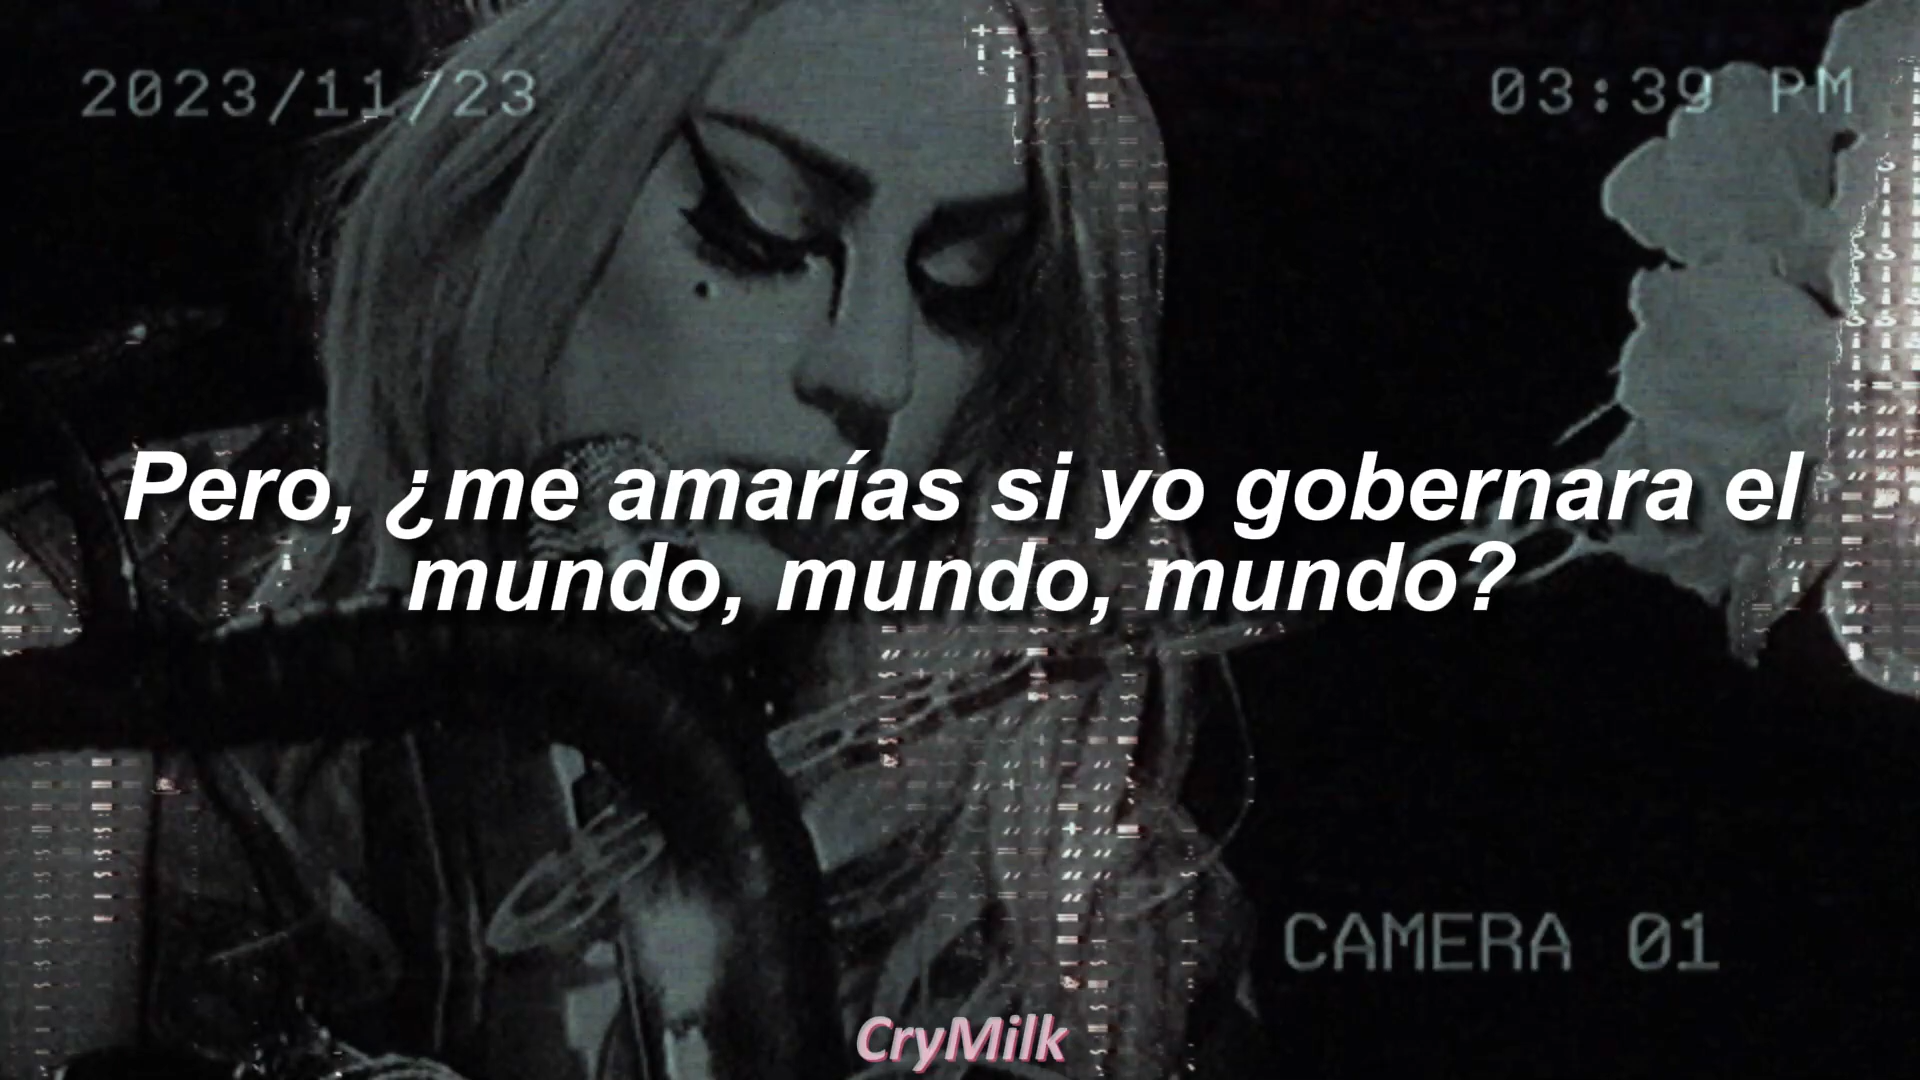 2023/11/23
03:39 PM
Pero, ¿me amarías si yo gobernara el
mundo, mundo, mundo?
CAMERA 01
CryMilk